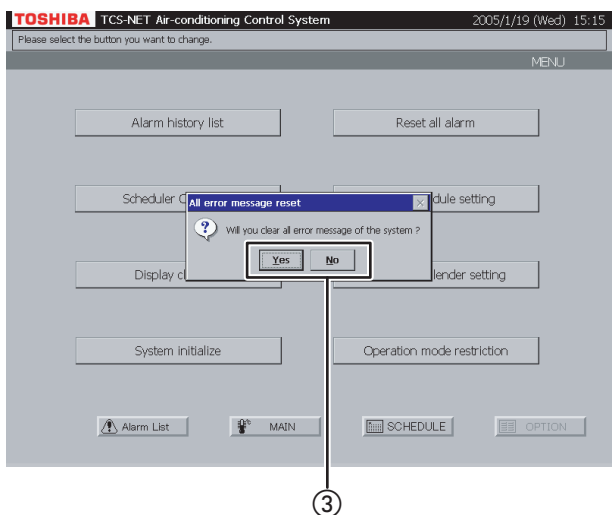 TOSHIBA TCS-NET Air-conditioning Control System 2005/1/19 (Wed) 15:15
Please select the button you want to change.
MENU
Alarm history list
Reset all alarm
Scheduler C
dule setting
All error message reset
Will you clear all error message of the system ?
Yes No
Display cl
lender setting
System initialize
Operation mode restriction
Alarm List
MAIN
SCHEDULE
OPTION
③